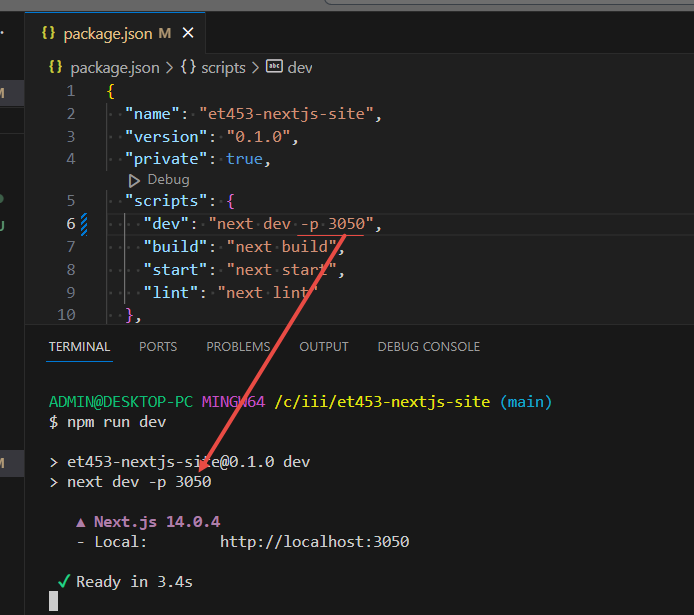 {} package.json M ×
{} package.json > {} scripts > abc dev
1 {
2 "name": "et453-nextjs-site",
3 "version": "0.1.0",
4 "private": true,
Debug
5 "scripts": {
6 "dev": "next dev -p 3050",
7 "build": "next build",
8 "start": "next start",
9 "lint": "next lint"
10 },
TERMINAL PORTS PROBLEMS OUTPUT DEBUG CONSOLE
ADMIN@DESKTOP-PC MINGW64 /c/iii/et453-nextjs-site (main)
$ npm run dev
> et453-nextjs-site@0.1.0 dev
> next dev -p 3050
▲ Next.js 14.0.4
- Local: http://localhost:3050
✓ Ready in 3.4s
M
U
M